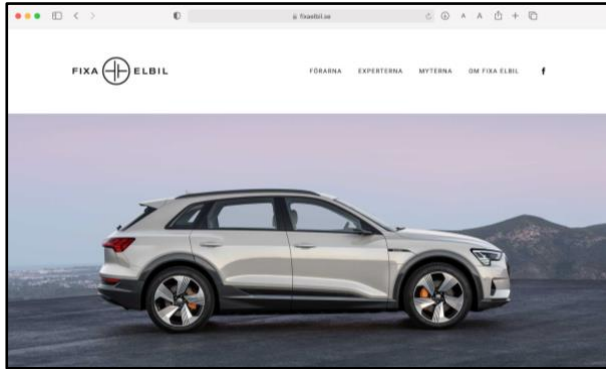 fixaelbil.se
FIXA ELBIL
FÖRARNA EXPERTERNA MYTERNA OM FIXA ELBIL f